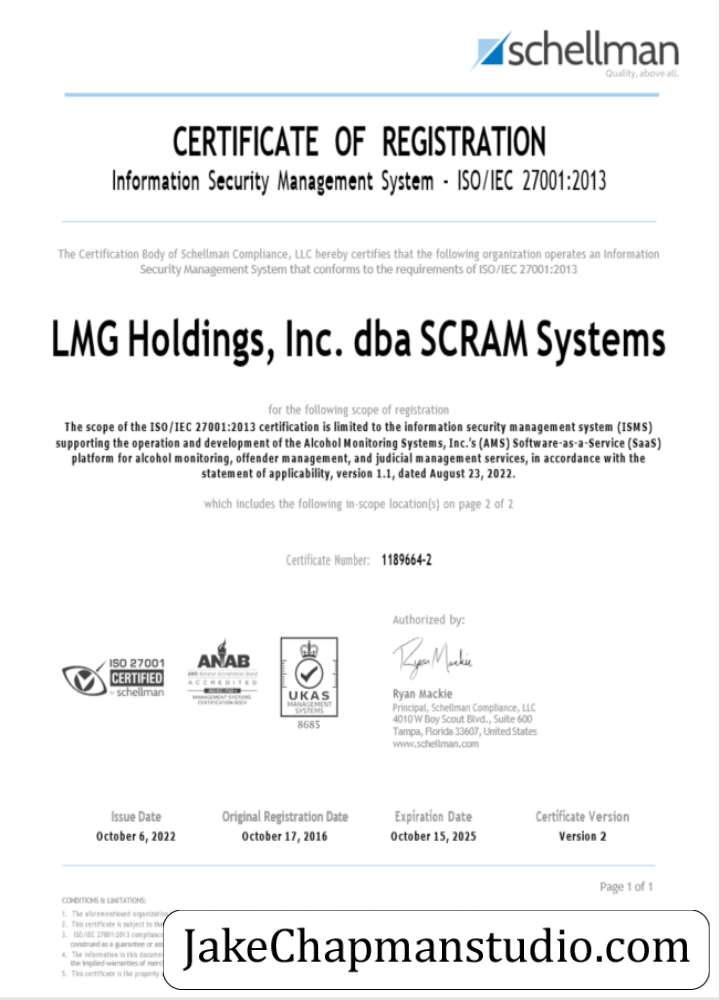 schellman
Quality, above all.
CERTIFICATE OF REGISTRATION
Information Security Management System - ISO/IEC 27001:2013
The Certification Body of Schellman Compliance, LLC hereby certifies that the following organization operates an Information
Security Management System that conforms to the requirements of ISO/IEC 27001:2013
LMG Holdings, Inc. dba SCRAM Systems
for the following scope of registration
The scope of the ISO/IEC 27001:2013 certification is limited to the information security management system (ISMS)
supporting the operation and development of the Alcohol Monitoring Systems, Inc.'s (AMS) Software-as-a-Service (SaaS)
platform for alcohol monitoring, offender management, and judicial management services, in accordance with the
statement of applicability, version 1.1, dated August 23, 2022.
which includes the following in-scope location(s) on page 2 of 2
Certificate Number: 1189664-2
Authorized by:
Ryan Mackie
ISO 27001
CERTIFIED
schellman
ANAB
ACCREDITED
MANAGEMENT SYSTEMS
CERTIFICATION BODY
UKAS
MANAGEMENT
SYSTEMS
8685
Ryan Mackie
Principal, Schellman Compliance, LLC
4010 W Boy Scout Blvd., Suite 600
Tampa, Florida 33607, United States
www.schellman.com
Issue Date Original Registration Date Expiration Date Certificate Version
October 6, 2022 October 17, 2016 October 15, 2025 Version 2
Page 1 of 1
CONDITIONS & LIMITATIONS:
1. The aforementioned
2. This certificate is subject to
3. ISO/IEC 27001:2013 compliance
construed as a guarantee or
4. The information in this
the implied warranties of
5. This certificate is the property
JakeChapmanstudio.com